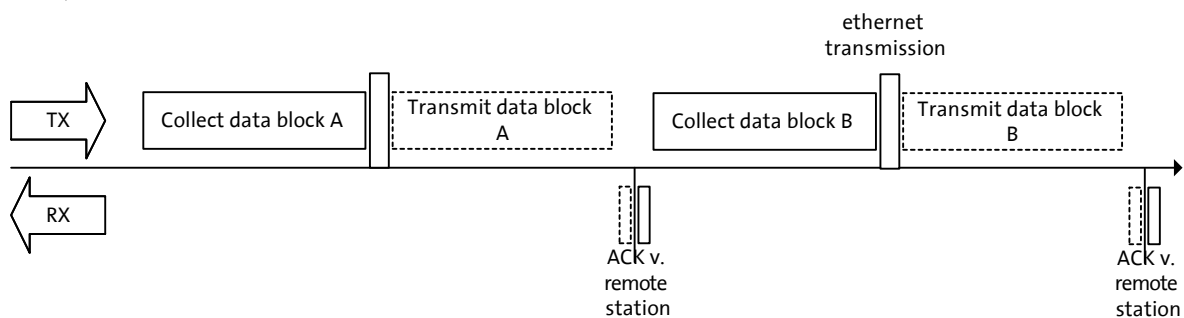 ethernet
transmission
TX
Collect data block A
Transmit data block
A
Collect data block B
Transmit data block
B
RX
ACK v.
remote
station
ACK v.
remote
station